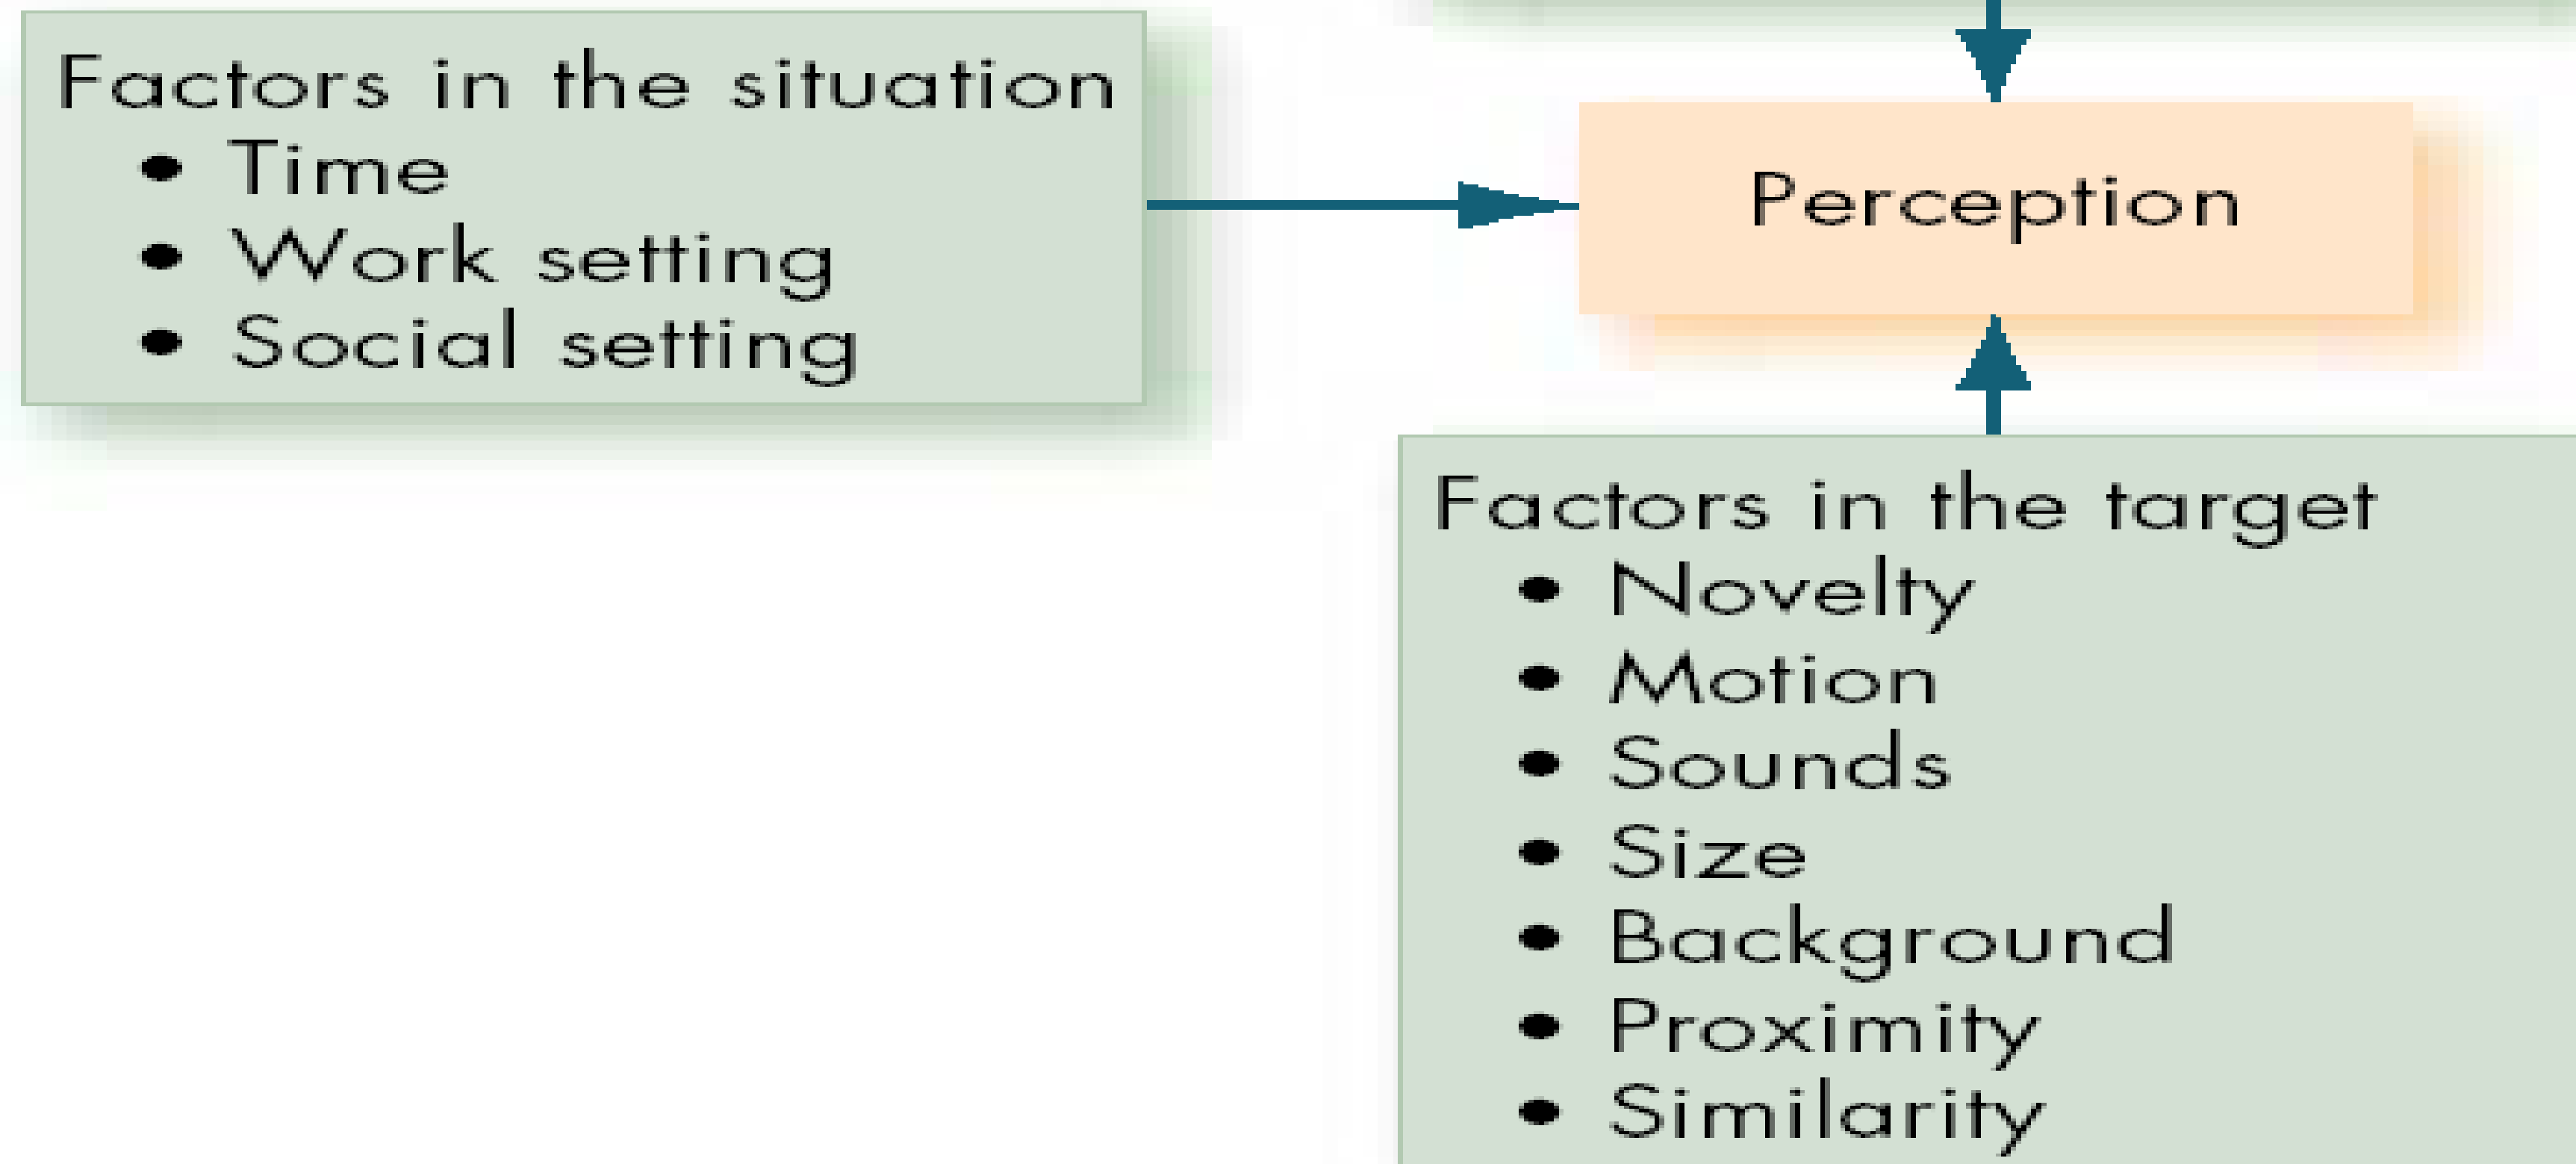 Factors in the situation
• Time
• Work setting
• Social setting
Perception
Factors in the target
• Novelty
• Motion
• Sounds
• Size
• Background
• Proximity
• Similarity